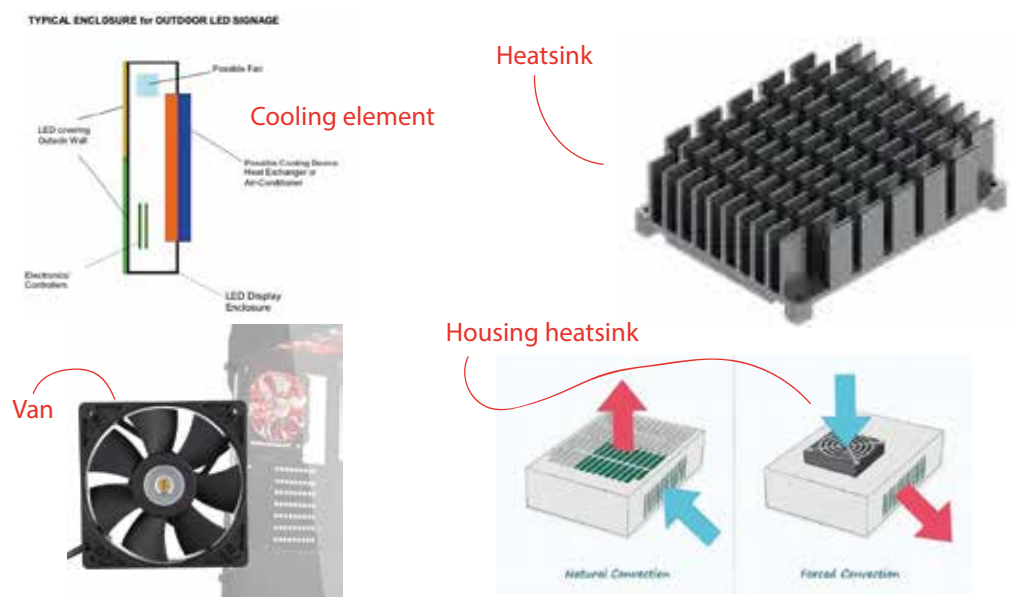 TYPICAL ENCLOSURE for OUTDOOR LED SIGNAGE
Possible Fan
Cooling element
LED covering
Outside Wall
Possible Cooling Device
Heat Exchanger or
Air-Conditioner
Electronics/
Controllers
LED Display
Enclosure
Heatsink
Van
Housing heatsink
Natural Convection
Forced Convection